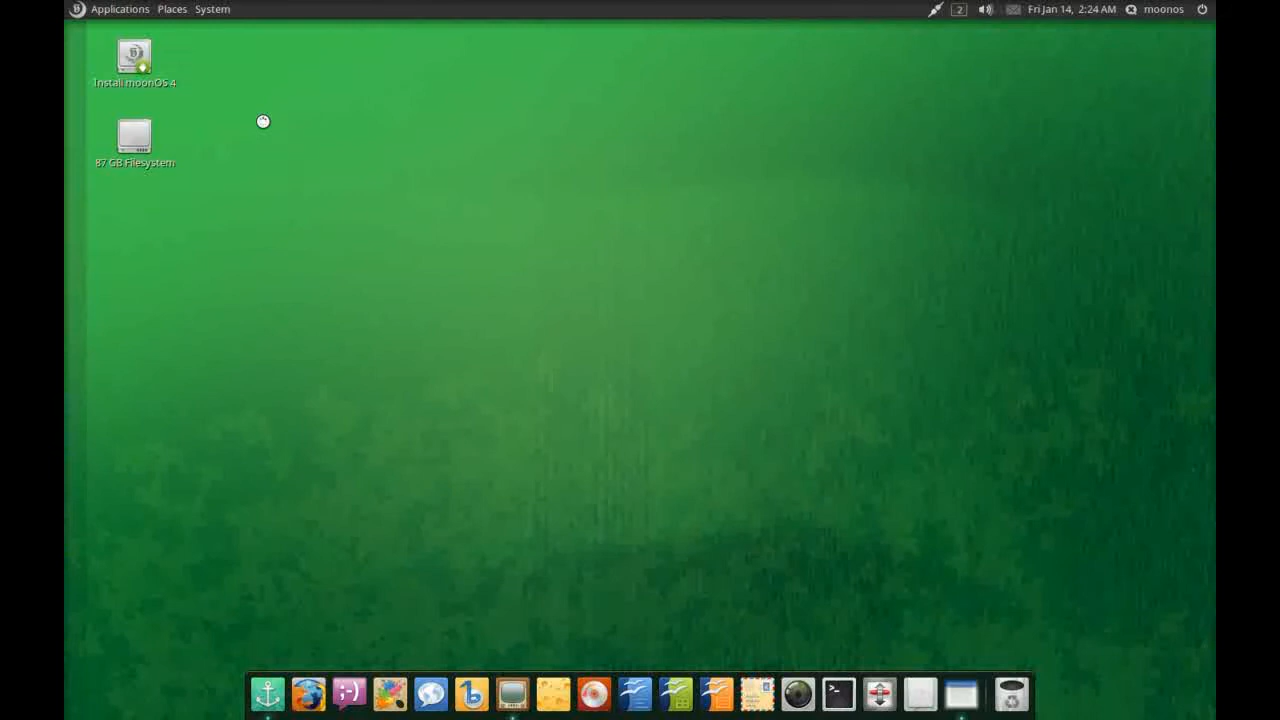 Applications Places System 2 Fri Jan 14, 2:24 AM moonos
Install moonOS 4
87 GB Filesystem